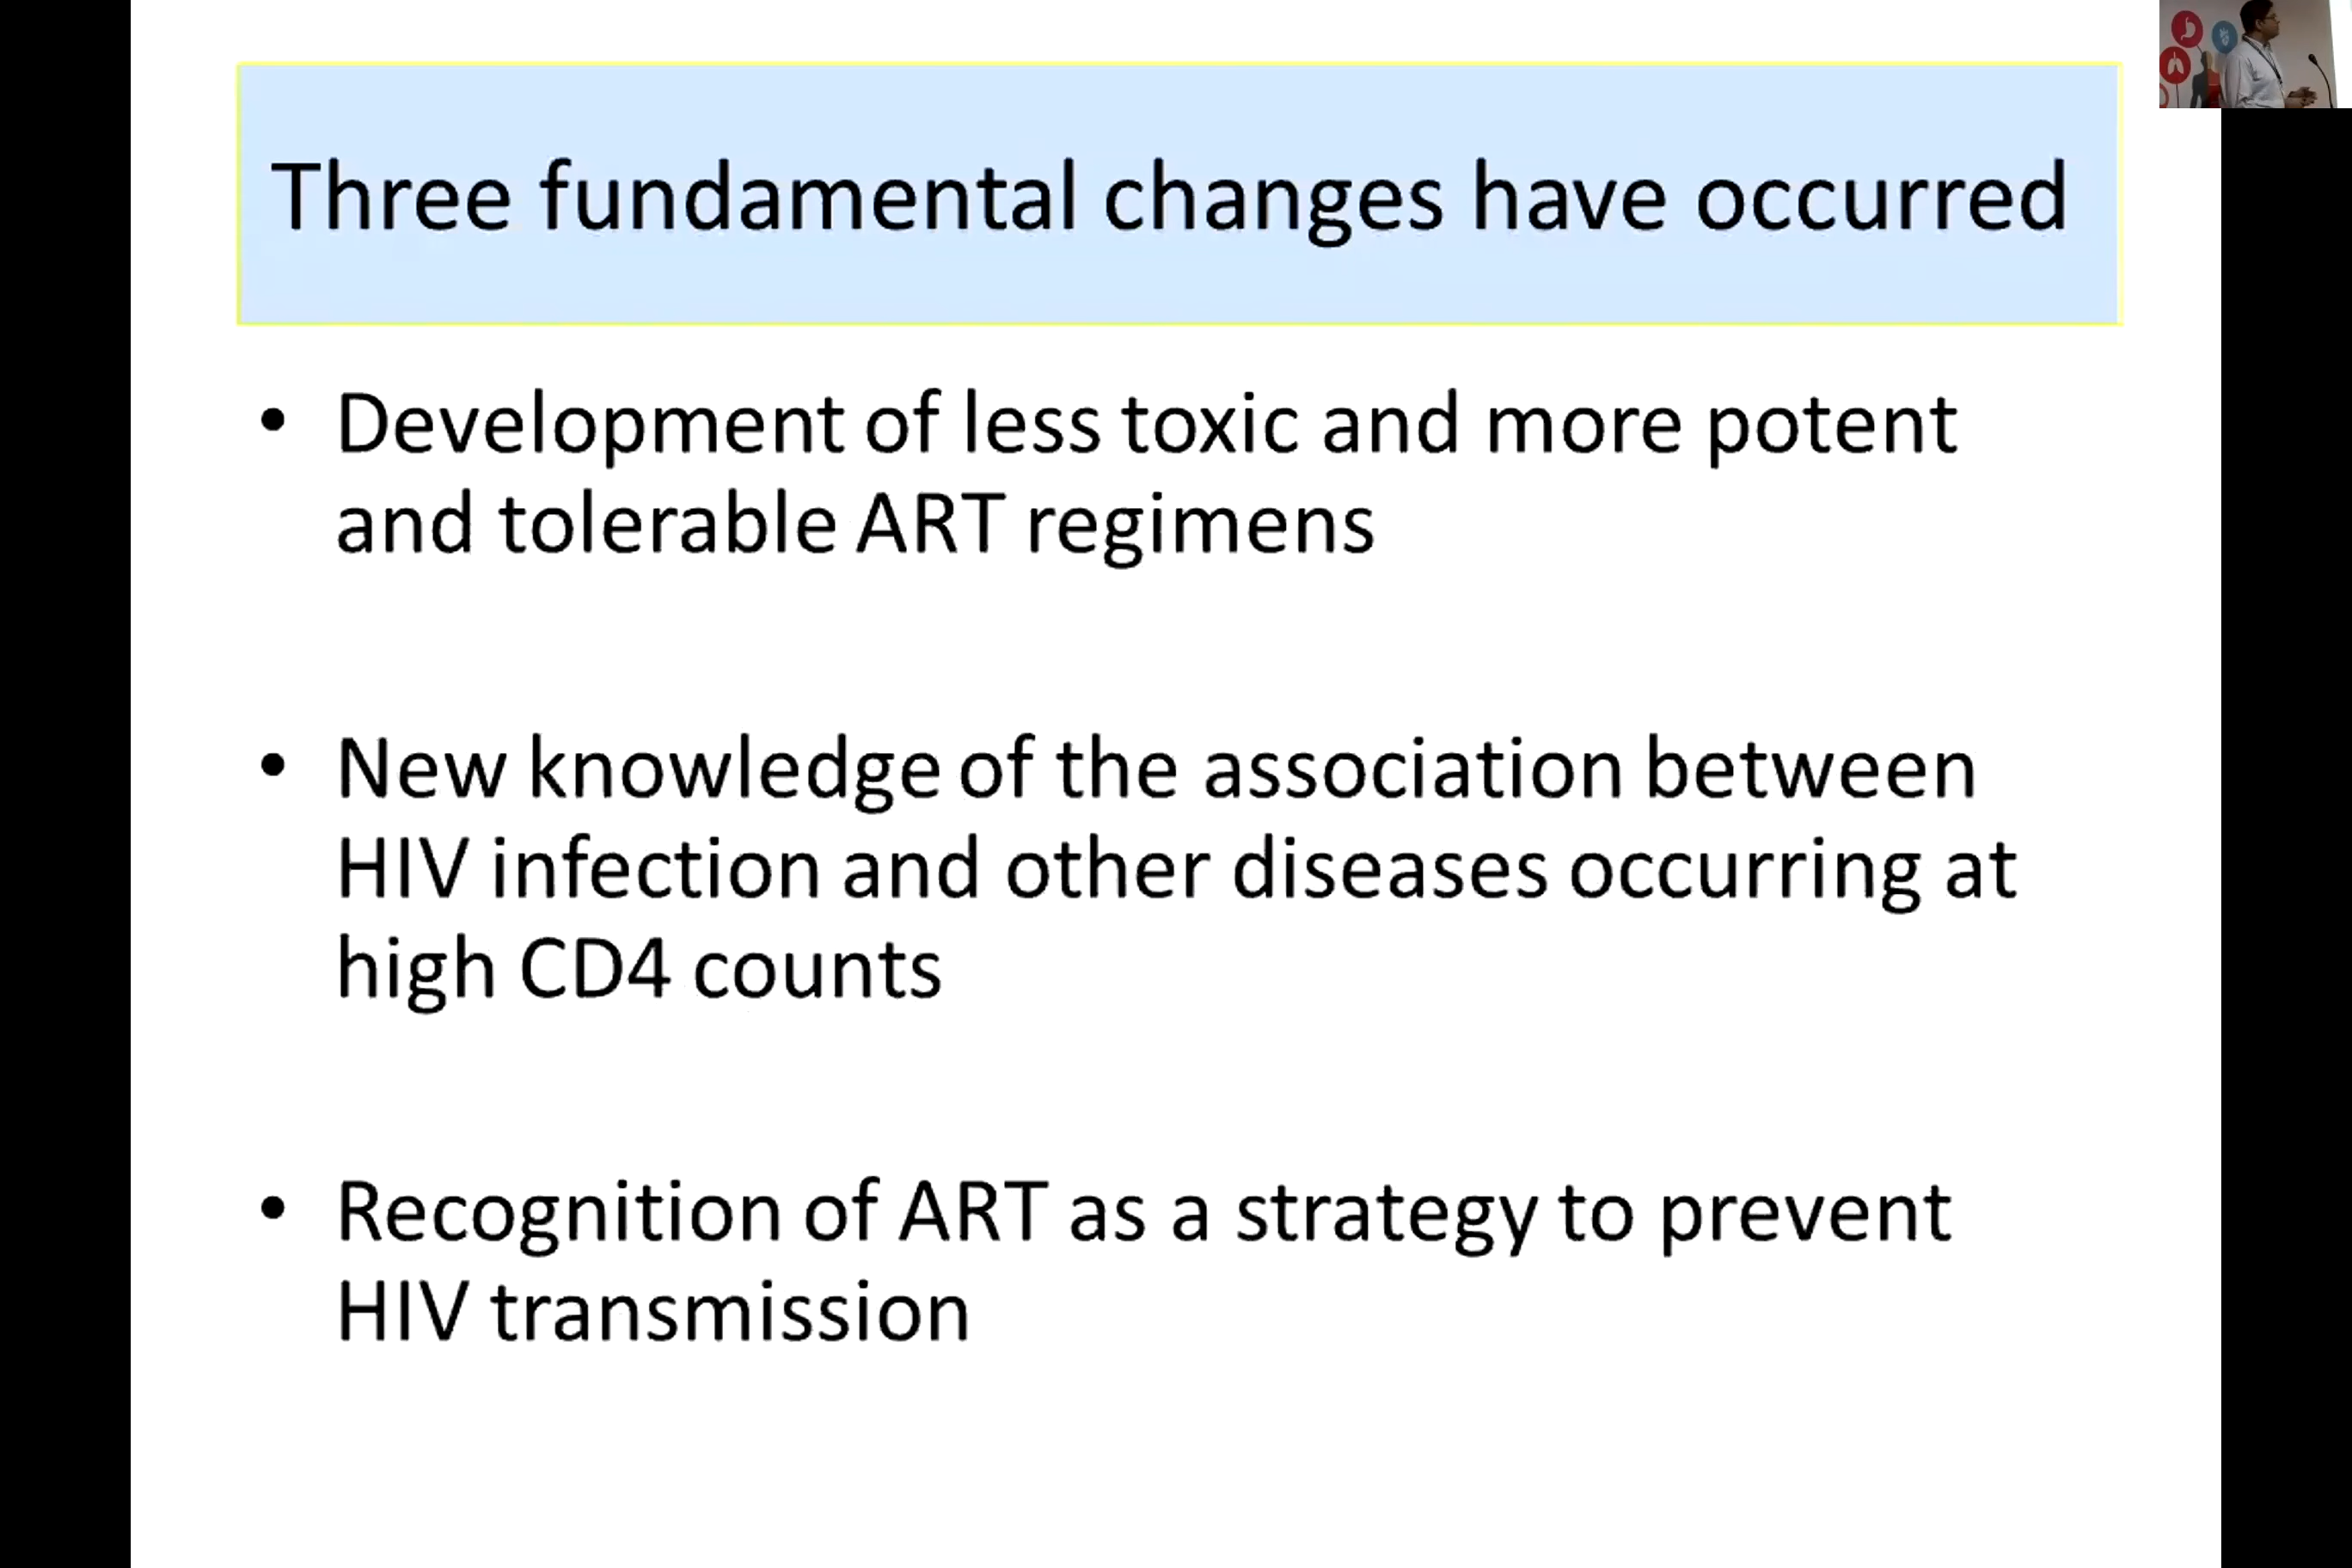 Three fundamental changes have occurred
• Development of less toxic and more potent
and tolerable ART regimens
• New knowledge of the association between
HIV infection and other diseases occurring at
high CD4 counts
• Recognition of ART as a strategy to prevent
HIV transmission